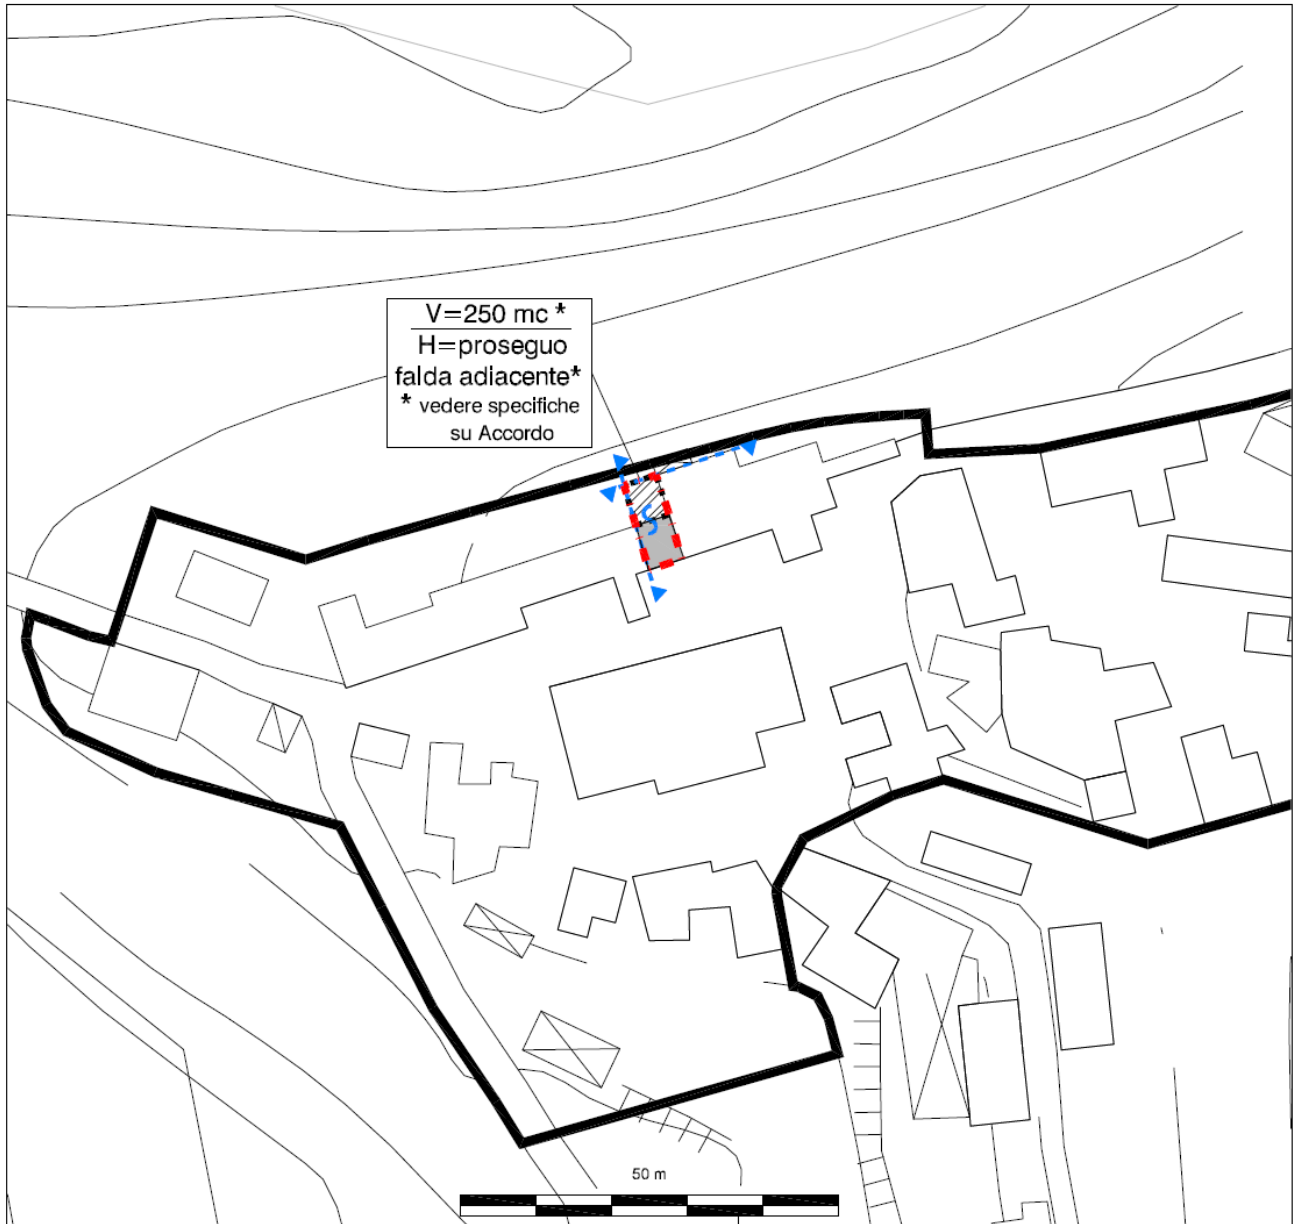 V=250 mc *
H=proseguo
falda adiacente*
* vedere specifiche
su Accordo
50 m